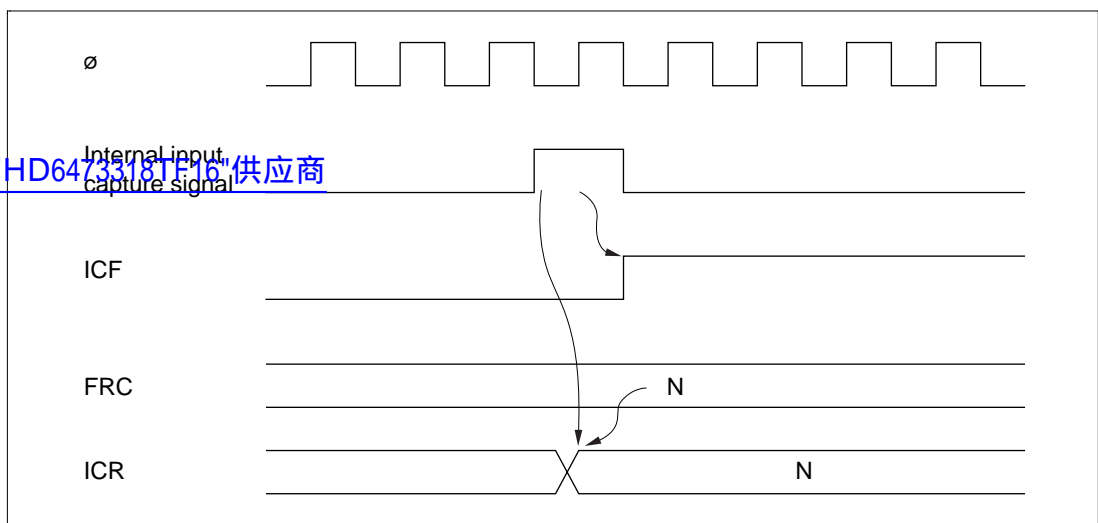 ø
Internal input
HD6473318TF16"供应商
capture signal
ICF
FRC
N
ICR
N